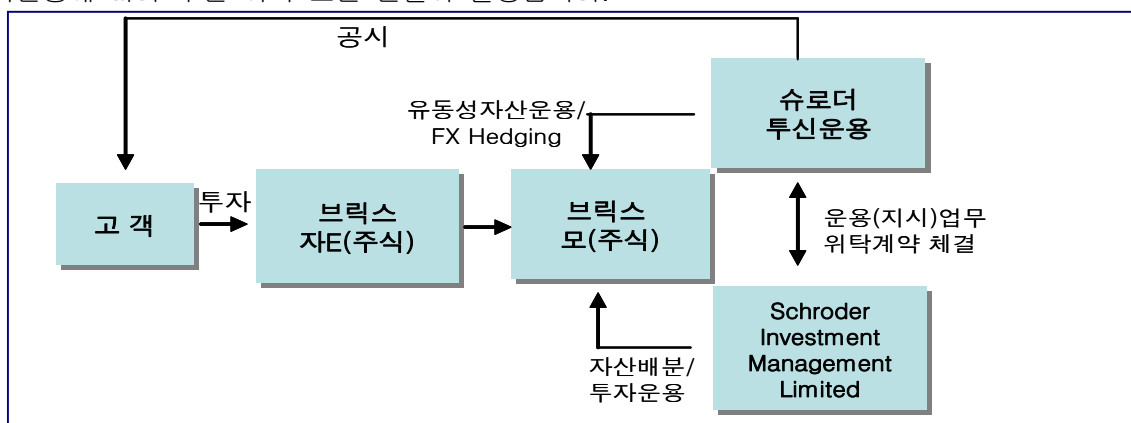 공시
슈로더
투신운용
유동성자산운용/
FX Hedging
고 객
투자
브릭스
자E(주식)
브릭스
모(주식)
운용(지시)업무
위탁계약 체결
Schroder
Investment
Management
Limited
자산배분/
투자운용